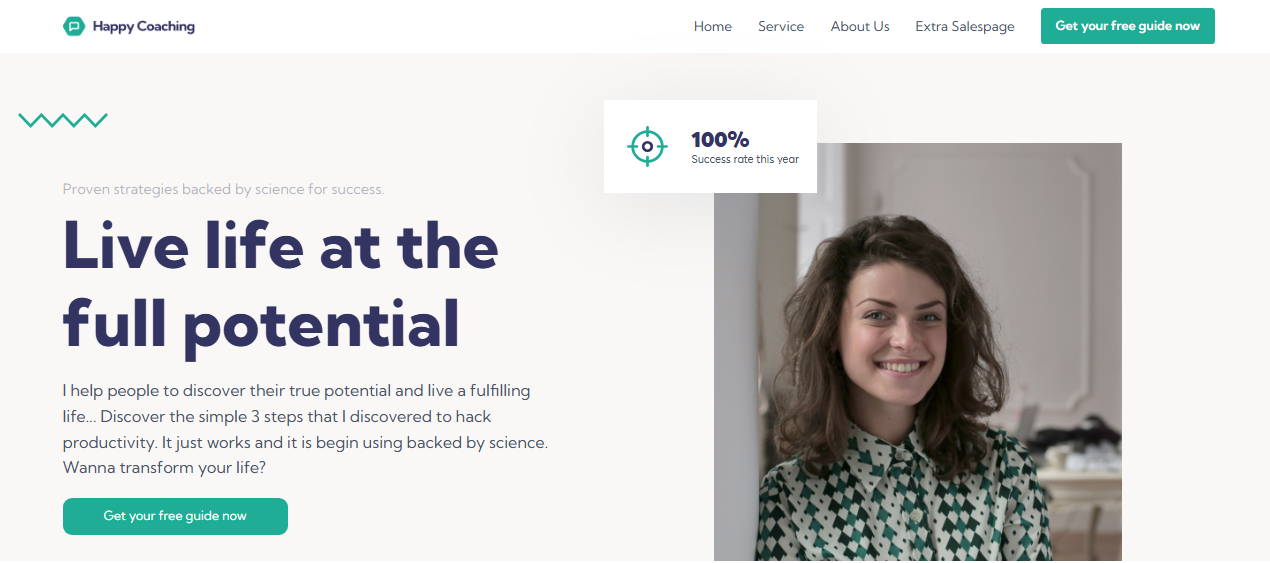 Happy Coaching
Home
Service
About Us
Extra Salespage
Get your free guide now
100%
Success rate this year
Proven strategies backed by science for success.
Live life at the
full potential
I help people to discover their true potential and live a fulfilling
life... Discover the simple 3 steps that I discovered to hack
productivity. It just works and it is begin using backed by science.
Wanna transform your life?
Get your free guide now